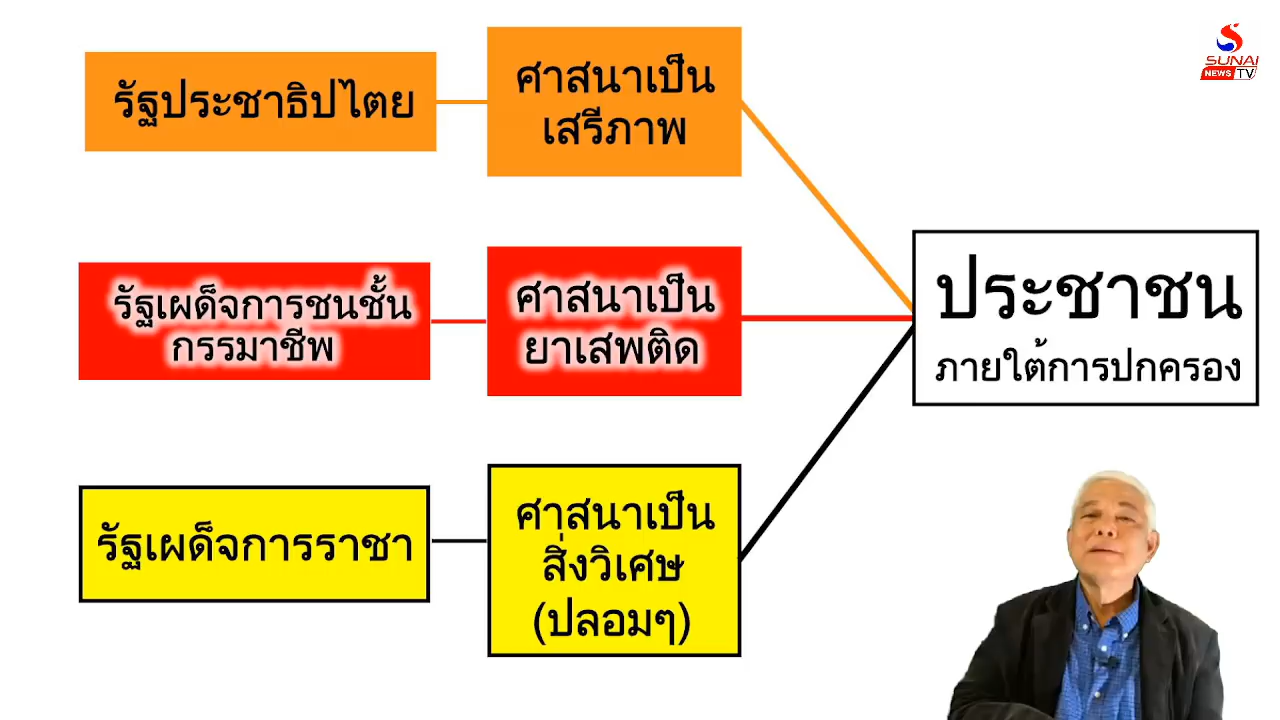 รัฐประชาธิปไตย
ศาสนาเป็น
เสรีภาพ
รัฐเผด็จการชนชั้น
กรรมาชีพ
ศาสนาเป็น
ยาเสพติด
รัฐเผด็จการราชา
ศาสนาเป็น
สิ่งวิเศษ
(ปลอมๆ)
ประชาชน
ภายใต้การปกครอง
SUNAI
NEWS TV